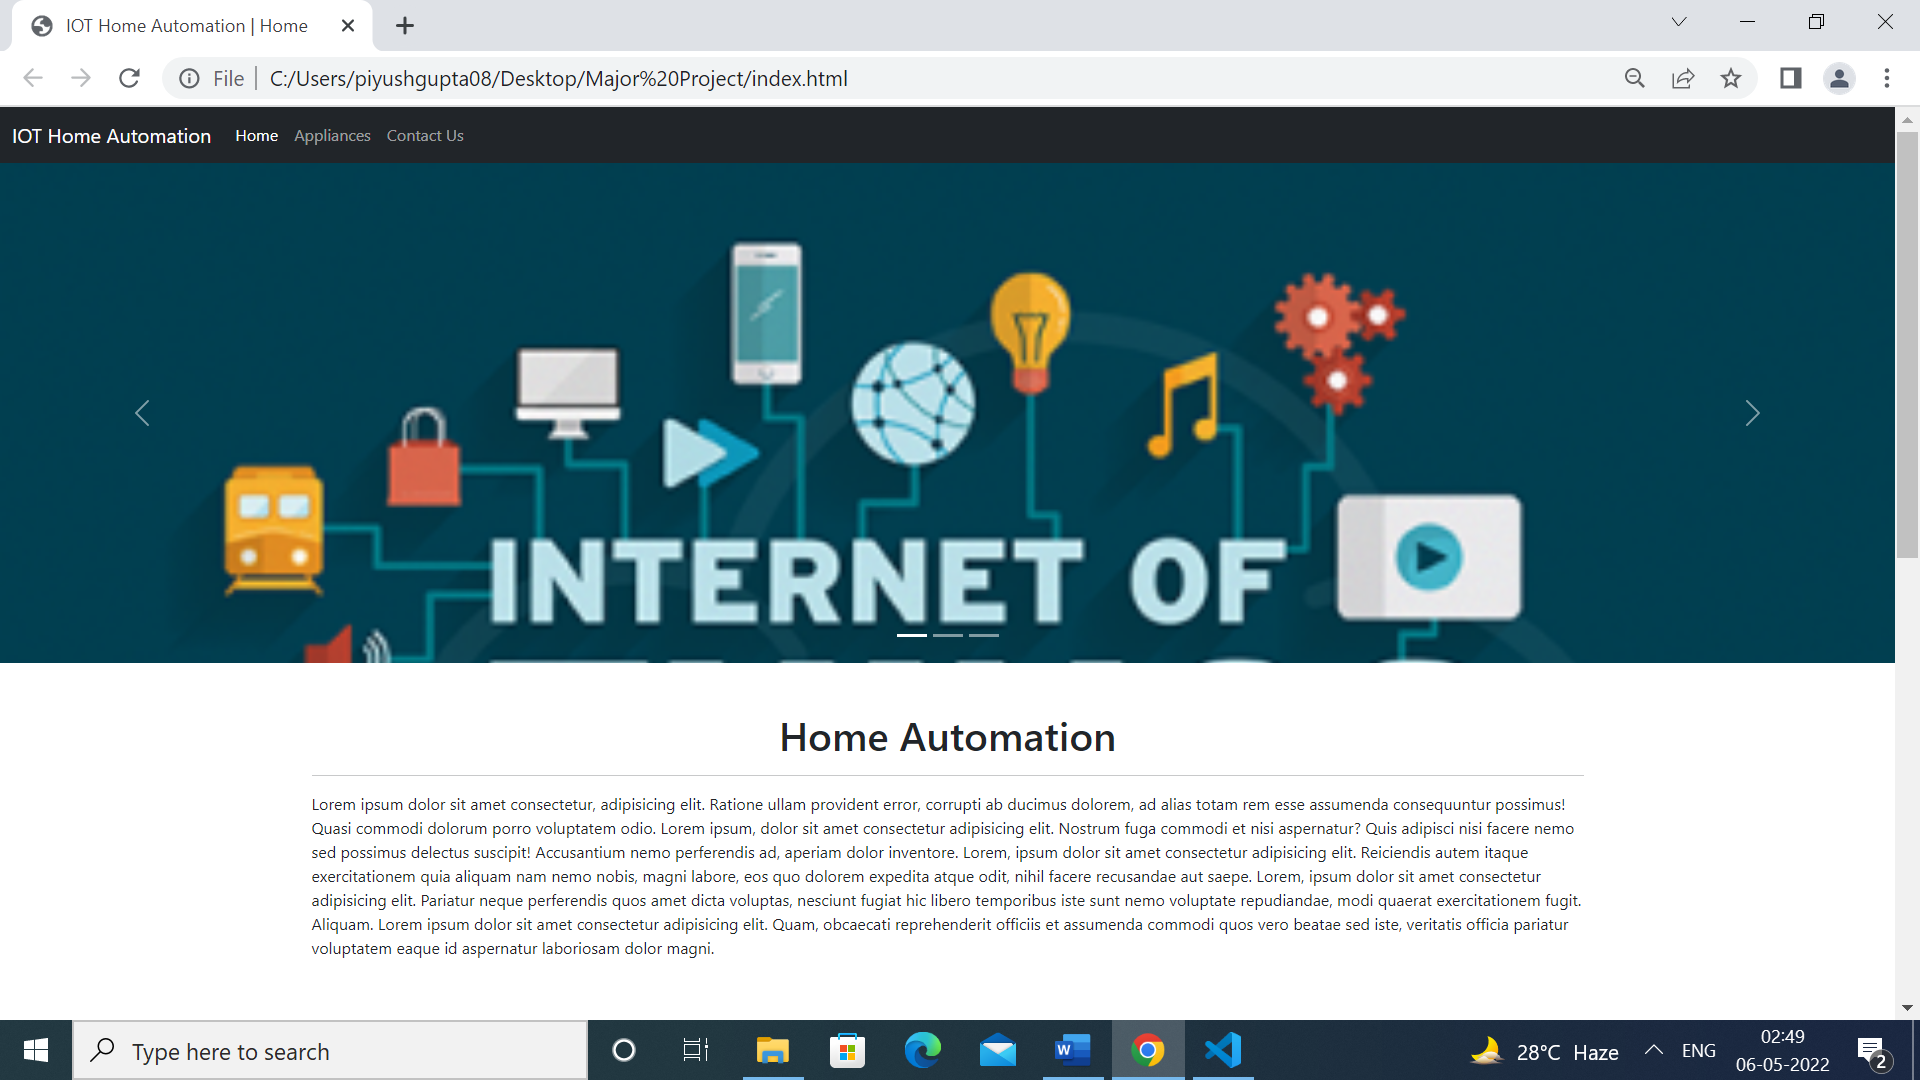 IOT Home Automation | Home
File
C:/Users/piyushgupta08/Desktop/Major%20Project/index.html
IOT Home Automation Home Appliances Contact Us
INTERNET OF
Home Automation
Lorem ipsum dolor sit amet consectetur, adipisicing elit. Ratione ullam provident error, corrupti ab ducimus dolorem, ad alias totam rem esse assumenda consequuntur possimus!
Quasi commodi dolorum porro voluptatem odio. Lorem ipsum, dolor sit amet consectetur adipisicing elit. Nostrum fuga commodi et nisi aspernatur? Quis adipisci nisi facere nemo
sed possimus delectus suscipit! Accusantium nemo perferendis ad, aperiam dolor inventore. Lorem, ipsum dolor sit amet consectetur adipisicing elit. Reiciendis autem itaque
exercitationem quia aliquam nam nemo nobis, magni labore, eos quo dolorem expedita atque odit, nihil facere recusandae aut saepe. Lorem, ipsum dolor sit amet consectetur
adipisicing elit. Pariatur neque perferendis quos amet dicta voluptas, nesciunt fugiat hic libero temporibus iste sunt nemo voluptate repudiandae, modi quaerat exercitationem fugit.
Aliquam. Lorem ipsum dolor sit amet consectetur adipisicing elit. Quam, obcaecati reprehenderit officiis et assumenda commodi quos vero beatae sed iste, veritatis officia pariatur
voluptatem eaque id aspernatur laboriosam dolor magni.
Type here to search
W
28°C Haze
ENG
02:49
06-05-2022
2